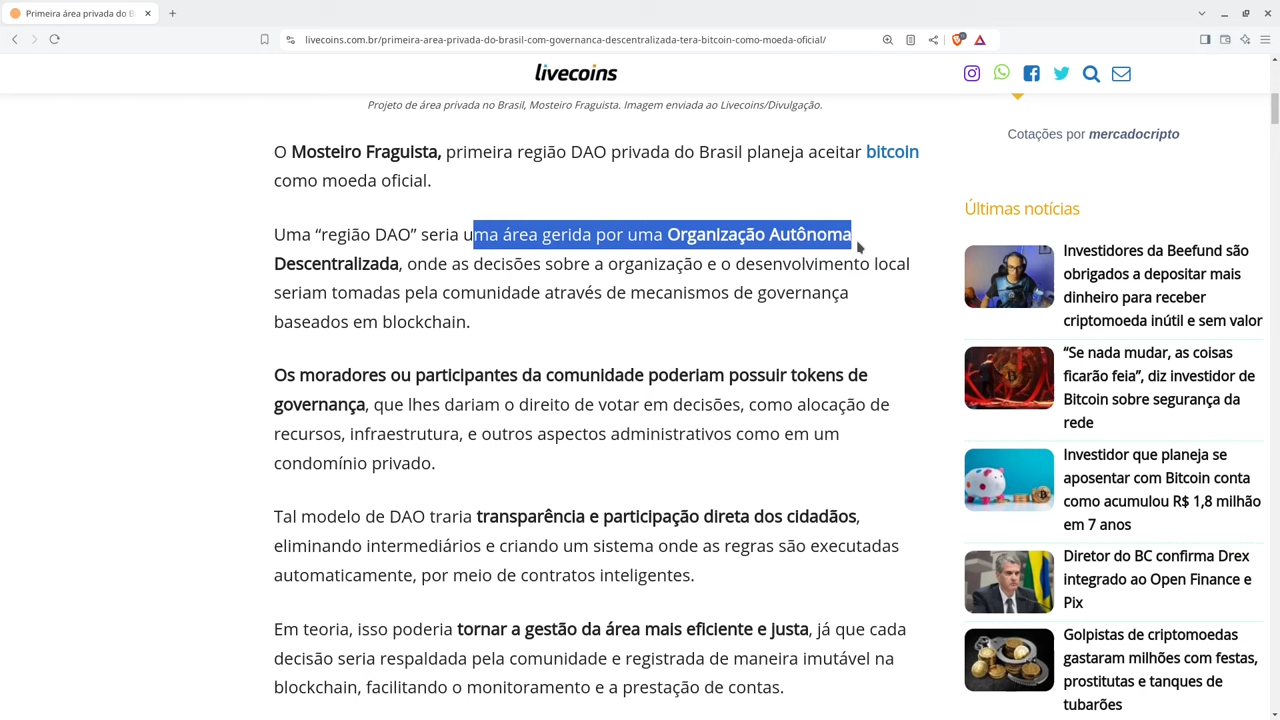 Primeira área privada do B
livecoins.com.br/primeira-area-privada-do-brasil-com-governanca-descentralizada-tera-bitcoin-como-moeda-oficial/
livecoins
Projeto de área privada no Brasil, Mosteiro Fraguista. Imagem enviada ao Livecoins/Divulgação.
O Mosteiro Fraguista, primeira região DAO privada do Brasil planeja aceitar bitcoin
como moeda oficial.
Uma “região DAO” seria uma área gerida por uma Organização Autônoma
Descentralizada, onde as decisões sobre a organização e o desenvolvimento local
seriam tomadas pela comunidade através de mecanismos de governança
baseados em blockchain.
Os moradores ou participantes da comunidade poderiam possuir tokens de
governança, que lhes dariam o direito de votar em decisões, como alocação de
recursos, infraestrutura, e outros aspectos administrativos como em um
condomínio privado.
Tal modelo de DAO traria transparência e participação direta dos cidadãos,
eliminando intermediários e criando um sistema onde as regras são executadas
automaticamente, por meio de contratos inteligentes.
Em teoria, isso poderia tornar a gestão da área mais eficiente e justa, já que cada
decisão seria respaldada pela comunidade e registrada de maneira imutável na
blockchain, facilitando o monitoramento e a prestação de contas.
Cotações por mercadocripto
Últimas notícias
Investidores da Beefund são
obrigados a depositar mais
dinheiro para receber
criptomoeda inútil e sem valor
“Se nada mudar, as coisas
ficarão feia”, diz investidor de
Bitcoin sobre segurança da
rede
Investidor que planeja se
aposentar com Bitcoin conta
como acumulou R$ 1,8 milhão
em 7 anos
Diretor do BC confirma Drex
integrado ao Open Finance e
Pix
Golpistas de criptomoedas
gastaram milhões com festas,
prostitutas e tanques de
tubarões